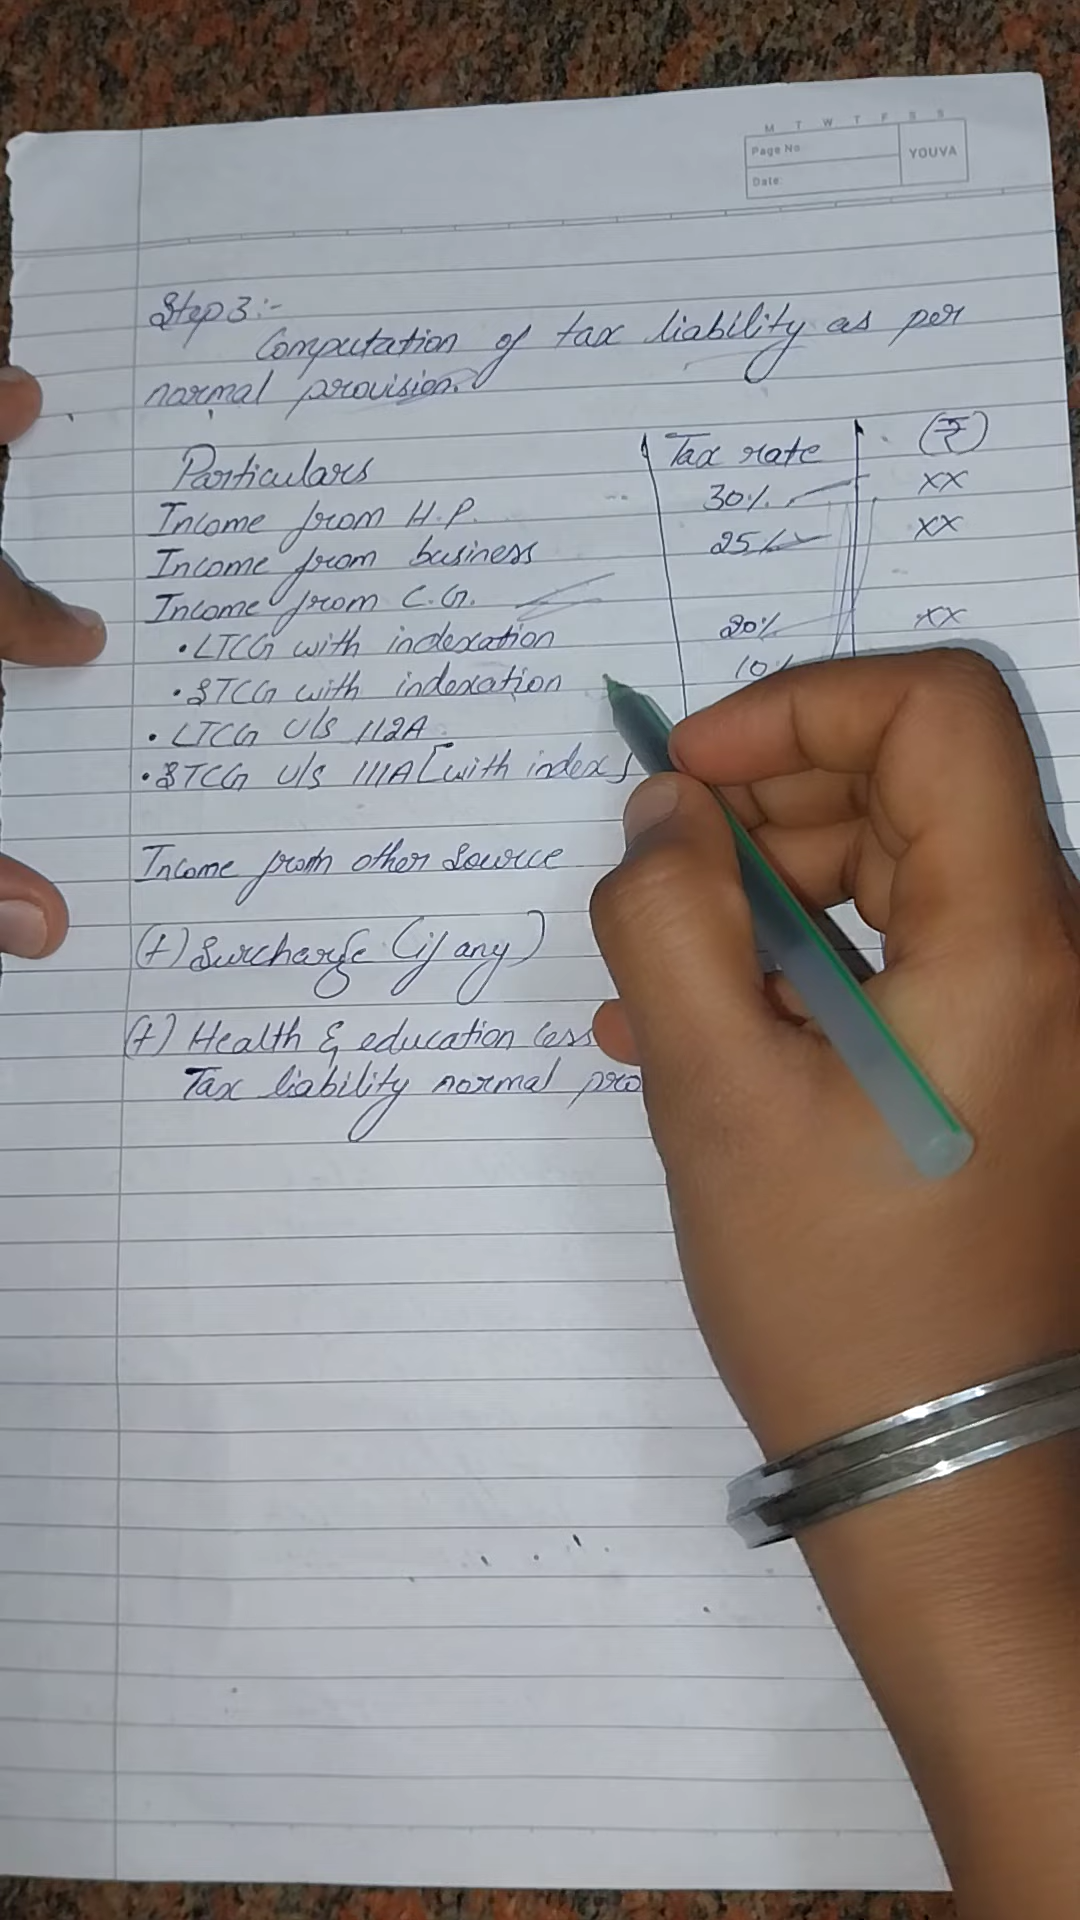 M T W T F S S
Page No
YOUVA
Date:
Step 3:-
Computation of tax liability as per
normal provision.
Particulars Tax rate (₹)
Income from H.P. 30% xx
Income from business 25% xx
Income from C.G.
• LTCG with indexation 20% xx
• STCG with indexation 10%
• LTCG U/s 112A
• STCG U/s 111A [with index]
Income from other source
(+) Surcharge (if any)
(+) Health & education cess
Tax liability normal pro